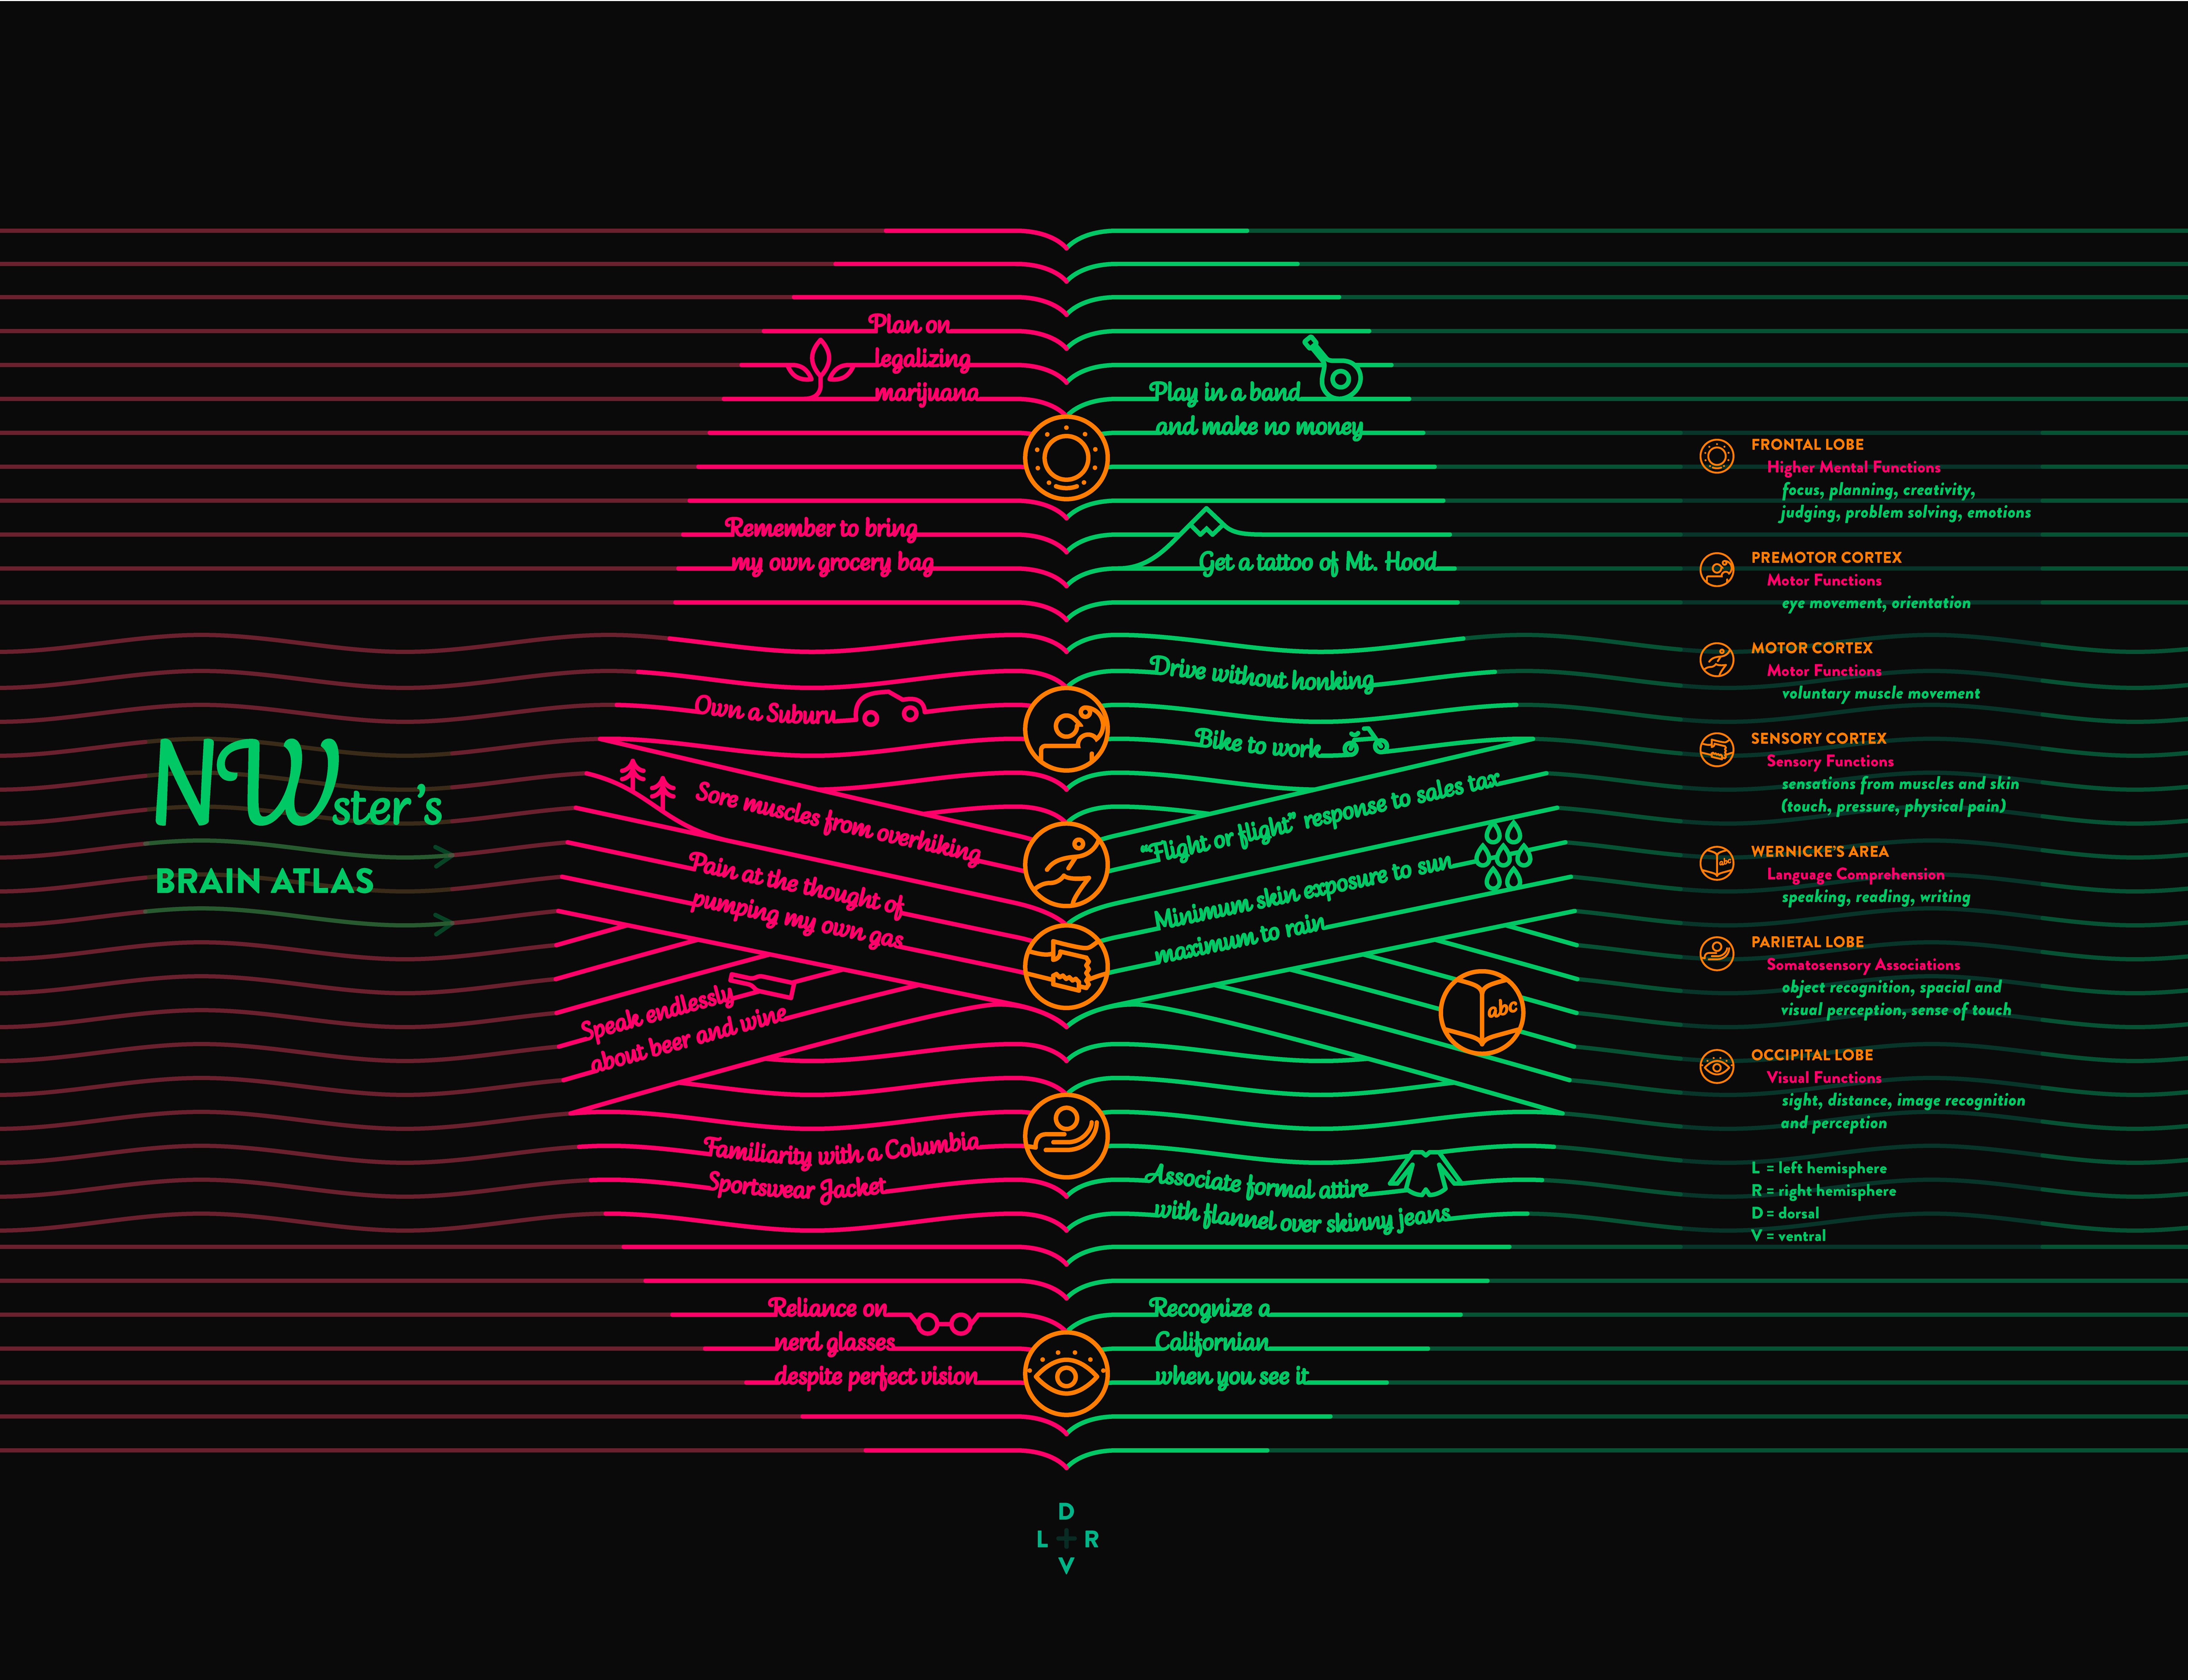 NWster's
BRAIN ATLAS
Plan on
legalizing
marijuana
Play in a band
and make no money
Remember to bring
my own grocery bag
Get a tattoo of Mt. Hood
Drive without honking
Own a Suburu
Bike to work
Sore muscles from overhiking
"Flight or flight" response to sales tax
Pain at the thought of
pumping my own gas
Minimum skin exposure to sun
maximum to rain
Speak endlessly
about beer and wine
abc
Familiarity with a Columbia
Sportswear Jacket
Associate formal attire
with flannel over skinny jeans
Reliance on
nerd glasses
despite perfect vision
Recognize a
Californian
when you see it
FRONTAL LOBE
Higher Mental Functions
focus, planning, creativity,
judging, problem solving, emotions
PREMOTOR CORTEX
Motor Functions
eye movement, orientation
MOTOR CORTEX
Motor Functions
voluntary muscle movement
SENSORY CORTEX
Sensory Functions
sensations from muscles and skin
(touch, pressure, physical pain)
abc
WERNICKE'S AREA
Language Comprehension
speaking, reading, writing
PARIETAL LOBE
Somatosensory Associations
object recognition, spacial and
visual perception, sense of touch
OCCIPITAL LOBE
Visual Functions
sight, distance, image recognition
and perception
L = left hemisphere
R = right hemisphere
D = dorsal
V = ventral
D
L + R
V